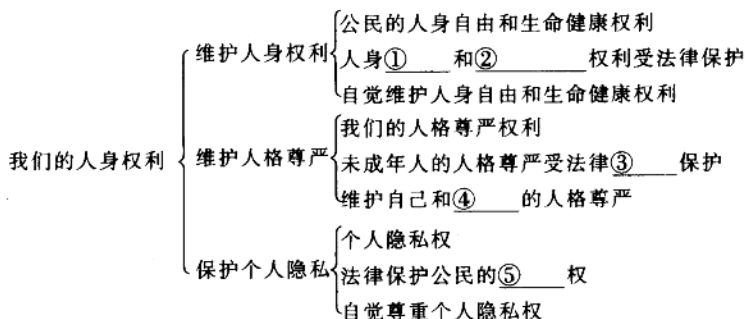 公民的人身自由和生命健康权利
维护人身权利
人身①____和②________权利受法律保护
自觉维护人身自由和生命健康权利
我们的人格尊严权利
我们的人身权利
维护人格尊严
未成年人的人格尊严受法律③____保护
维护自己和④____的人格尊严
个人隐私权
保护个人隐私
法律保护公民的⑤____权
自觉尊重个人隐私权